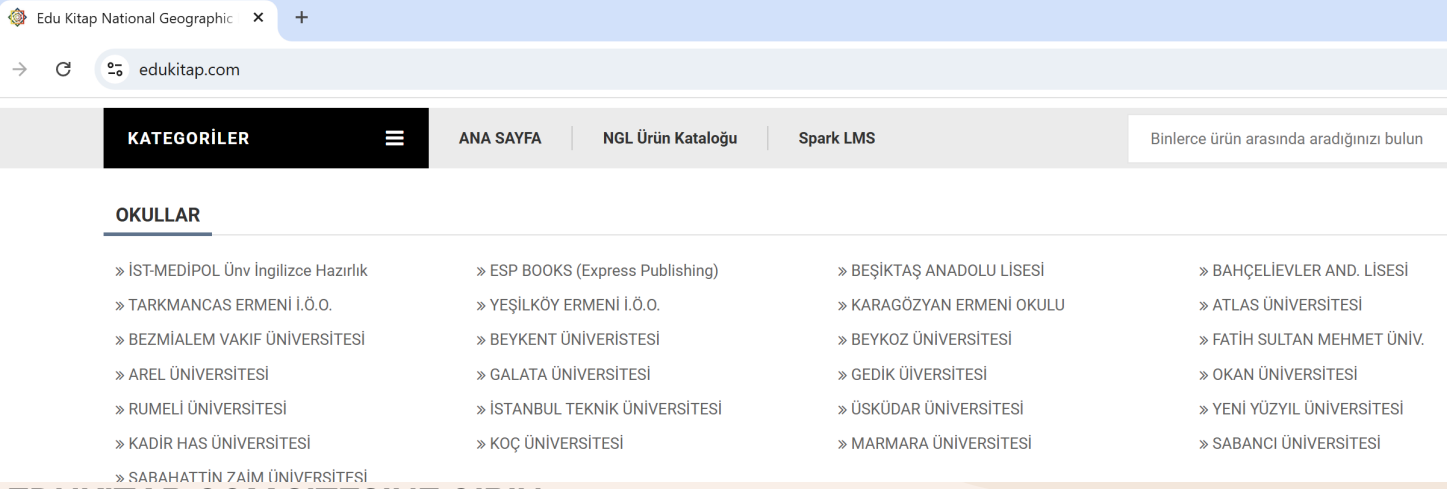 Edu Kitap National Geographic
edukitap.com
KATEGORİLER
ANA SAYFA
NGL Ürün Kataloğu
Spark LMS
Binlerce ürün arasında aradığınızı bulun
OKULLAR
» İST-MEDİPOL Ünv İngilizce Hazırlık
» ESP BOOKS (Express Publishing)
» BEŞİKTAŞ ANADOLU LİSESİ
» BAHÇELİEVLER AND. LİSESİ
» TARKMANCAS ERMENİ İ.Ö.O.
» YEŞİLKÖY ERMENİ İ.Ö.O.
» KARAGÖZYAN ERMENİ OKULU
» ATLAS ÜNİVERSİTESİ
» BEZMİALEM VAKIF ÜNİVERSİTESİ
» BEYKENT ÜNİVERİSTESİ
» BEYKOZ ÜNİVERSİTESİ
» FATİH SULTAN MEHMET ÜNİV.
» AREL ÜNİVERSİTESİ
» GALATA ÜNİVERSİTESİ
» GEDİK ÜİVERSİTESİ
» OKAN ÜNİVERSİTESİ
» RUMELİ ÜNİVERSİTESİ
» İSTANBUL TEKNİK ÜNİVERSİTESİ
» ÜSKÜDAR ÜNİVERSİTESİ
» YENİ YÜZYIL ÜNİVERSİTESİ
» KADİR HAS ÜNİVERSİTESİ
» KOÇ ÜNİVERSİTESİ
» MARMARA ÜNİVERSİTESİ
» SABANCI ÜNİVERSİTESİ
» SABAHATTİN ZAİM ÜNİVERSİTESİ